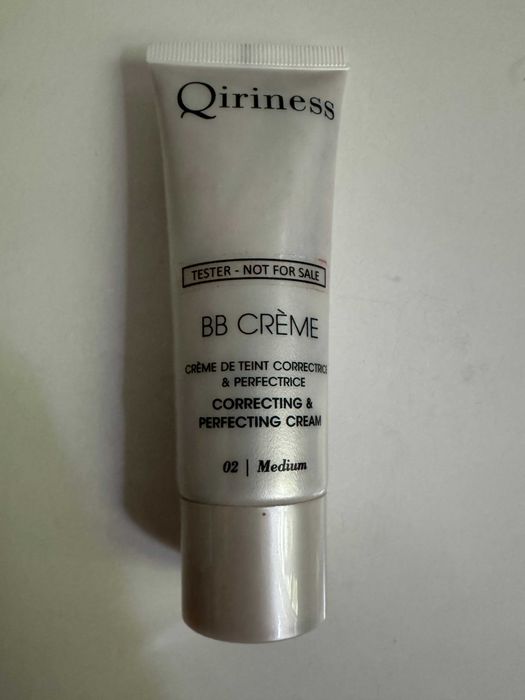 Qiriness
TESTER - NOT FOR SALE
BB CRÈME
CRÈME DE TEINT CORRECTRICE
& PERFECTRICE
CORRECTING &
PERFECTING CREAM
02 | Medium